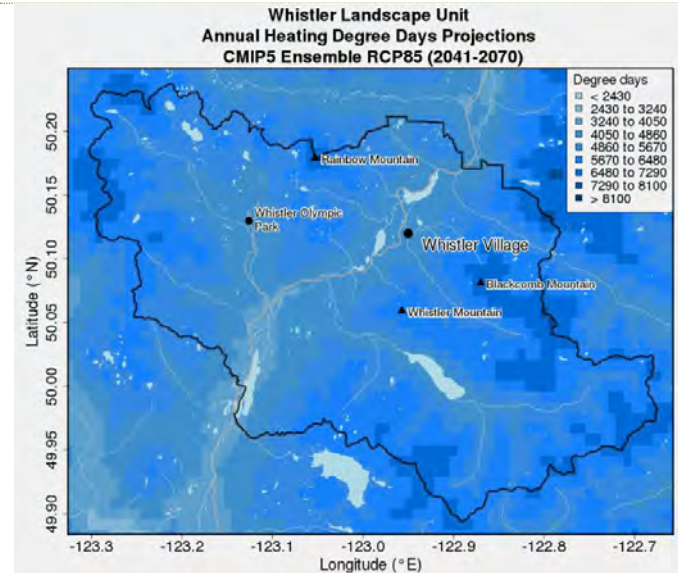 Whistler Landscape Unit
Annual Heating Degree Days Projections
CMIP5 Ensemble RCP85 (2041-2070)
Degree days
< 2430
2430 to 3240
3240 to 4050
4050 to 4860
4860 to 5670
5670 to 6480
6480 to 7290
7290 to 8100
> 8100
Rainbow Mountain
Whistler Olympic
Park
Whistler Village
Blackcomb Mountain
Whistler Mountain
Latitude (°N)
50.20
50.15
50.10
50.05
50.00
49.95
49.90
-123.3 -123.2 -123.1 -123.0 -122.9 -122.8 -122.7
Longitude (°E)